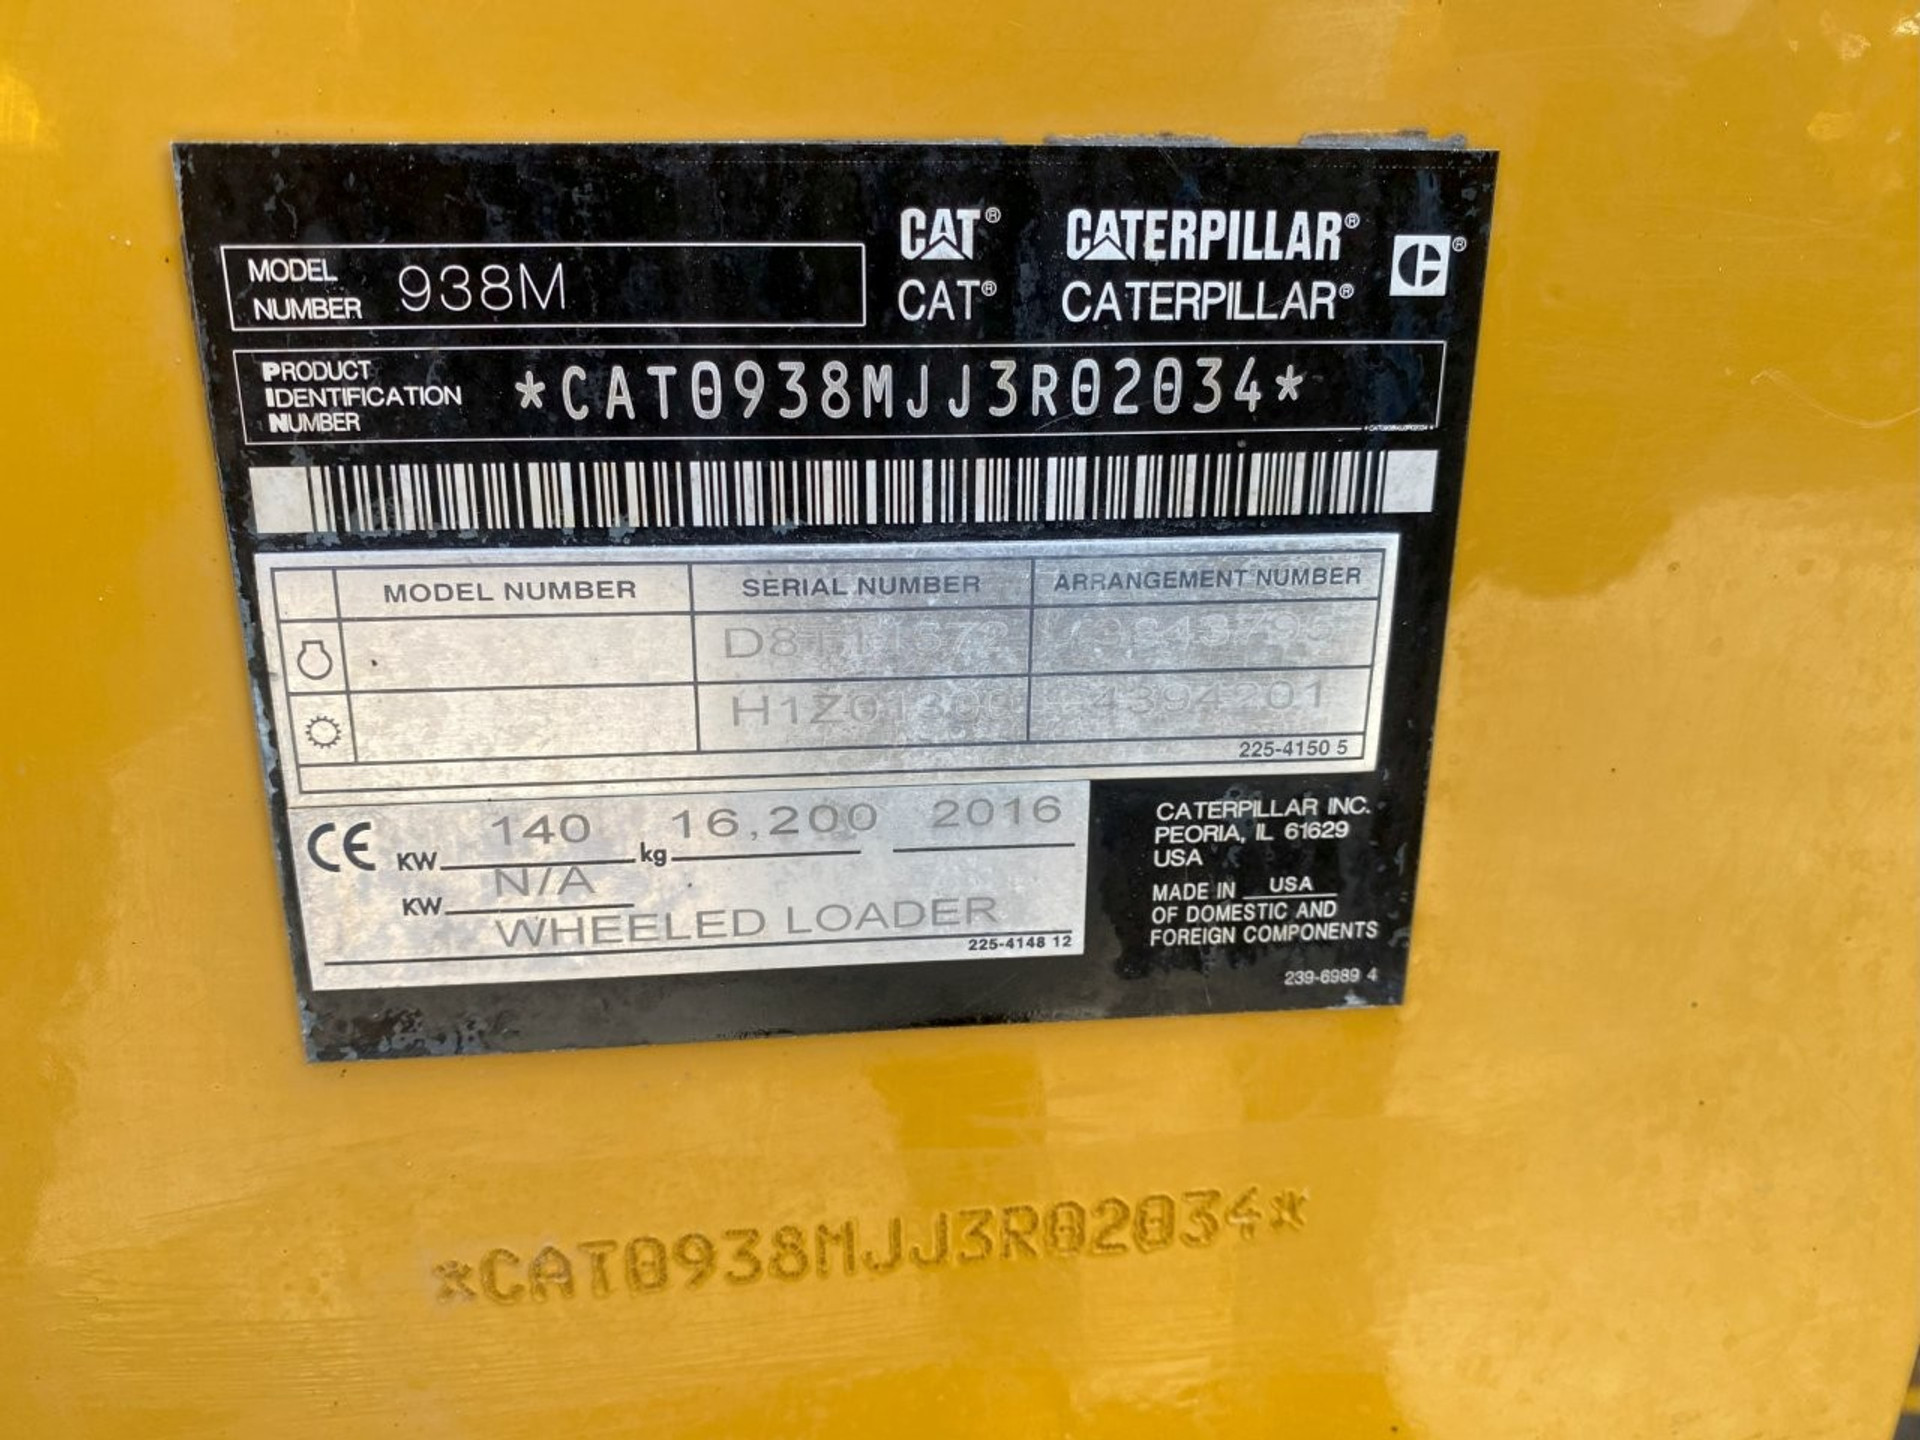 CAT® CATERPILLAR®
CAT® CATERPILLAR®
MODEL
NUMBER 938M
PRODUCT
IDENTIFICATION
NUMBER
*CAT0938MJJ3R02034*
MODEL NUMBER SERIAL NUMBER ARRANGEMENT NUMBER
4394201
225-4150 5
CE KW 140 kg 16,200 2016
KW N/A
WHEELED LOADER
225-4148 12
CATERPILLAR INC.
PEORIA, IL 61629
USA
MADE IN USA
OF DOMESTIC AND
FOREIGN COMPONENTS
239-6989 4
*CAT0938MJJ3R02034*